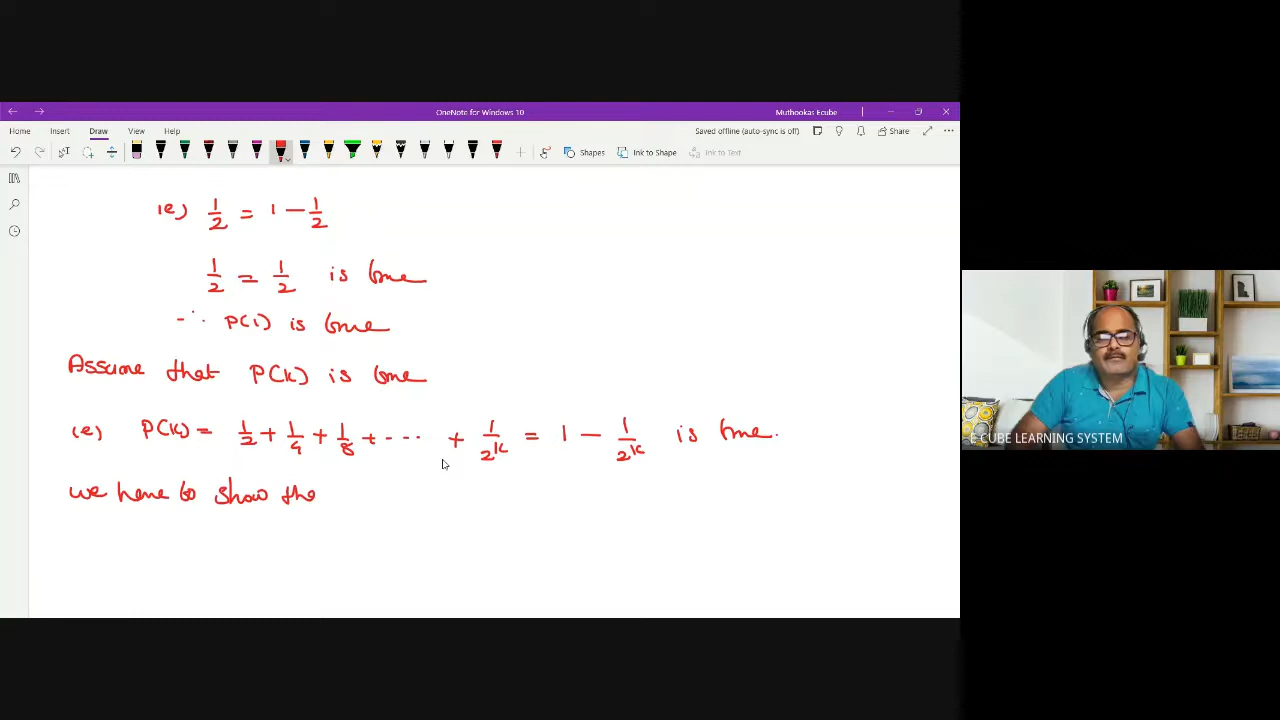 OneNote for Windows 10
Muthookas Ecube
Home Insert Draw View Help
Saved offline (auto-sync is off) Share
Shapes Ink to Shape Ink to Text
(ie) 1/2 = 1 - 1/2
1/2 = 1/2 is true
∴ P(1) is true
Assume that P(k) is true
(ie) P(k) = 1/2 + 1/4 + 1/8 + ... + 1/2^k = 1 - 1/2^k is true.
we have to show tha
E CUBE LEARNING SYSTEM